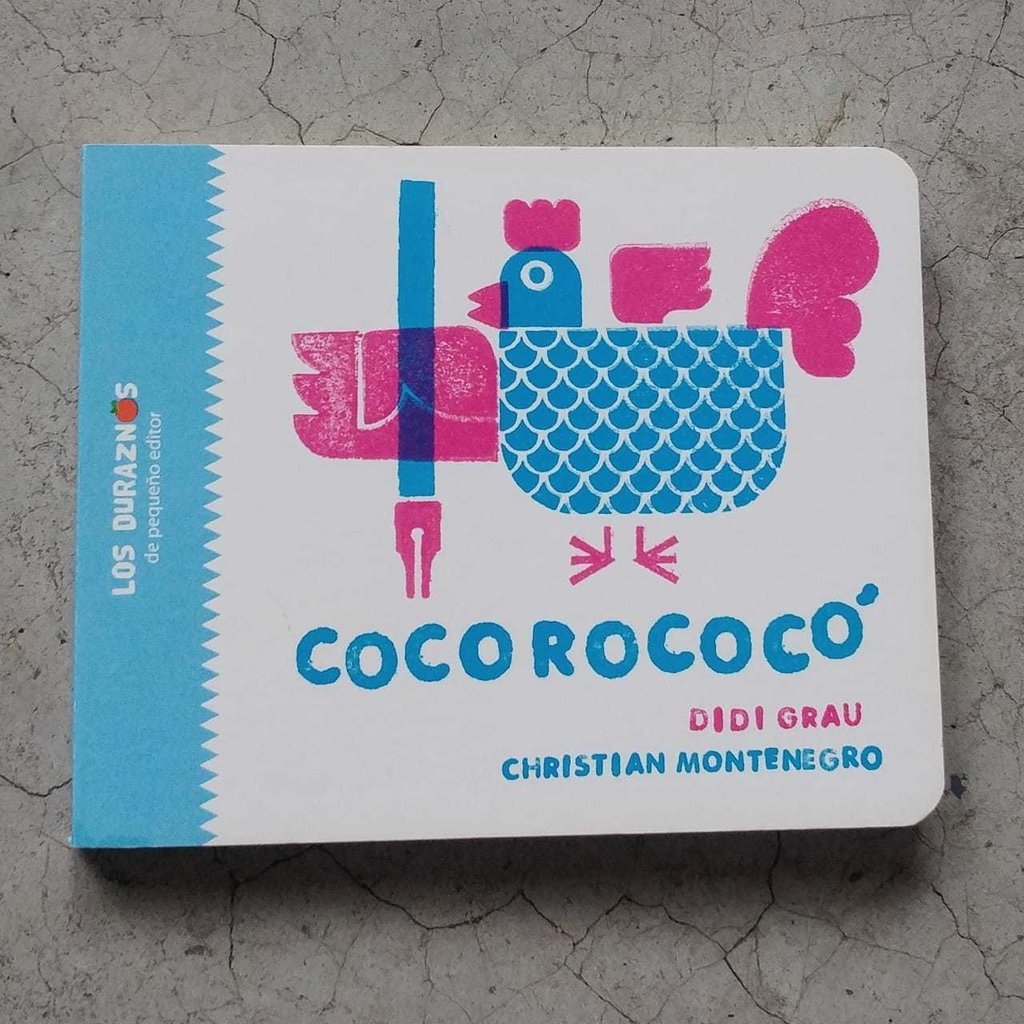 LOS DURAZNOS
de pequeño editor
COCOROCOCÓ
DIDI GRAU
CHRISTIAN MONTENEGRO